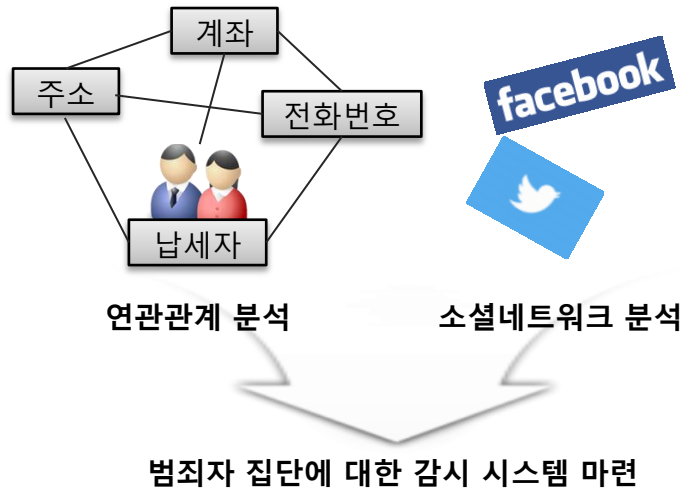 계좌
주소
전화번호
납세자
facebook
연관관계 분석
소셜네트워크 분석
범죄자 집단에 대한 감시 시스템 마련